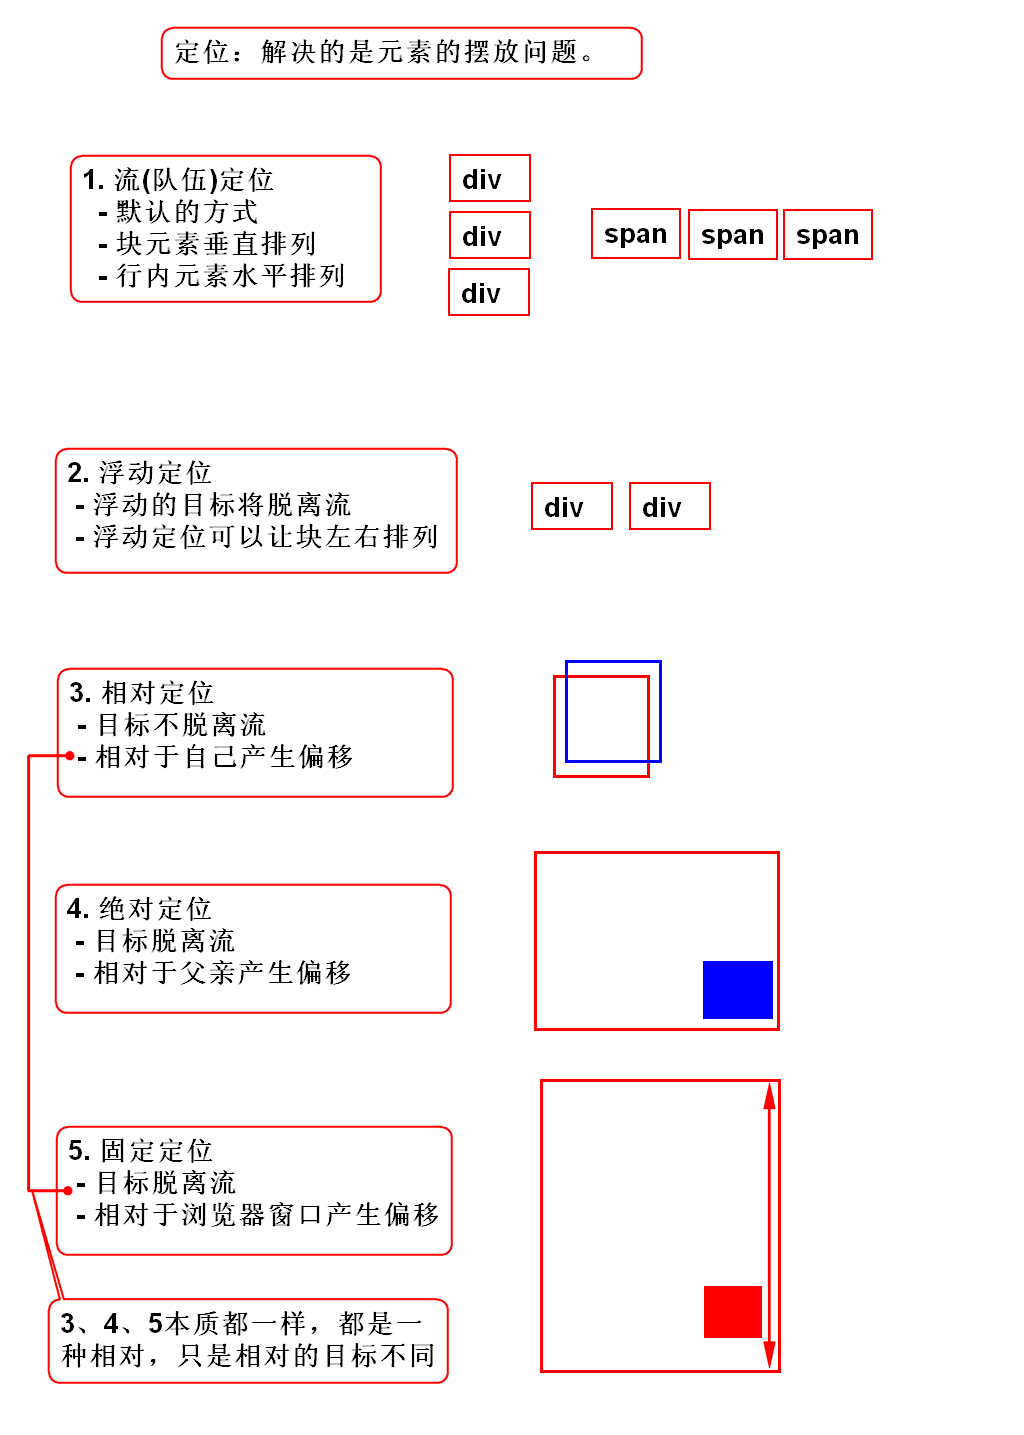 定位：解决的是元素的摆放问题。
1. 流(队伍)定位
- 默认的方式
- 块元素垂直排列
- 行内元素水平排列
div
div
div
span span span
2. 浮动定位
- 浮动的目标将脱离流
- 浮动定位可以让块左右排列
div div
3. 相对定位
- 目标不脱离流
- 相对于自己产生偏移
4. 绝对定位
- 目标脱离流
- 相对于父亲产生偏移
5. 固定定位
- 目标脱离流
- 相对于浏览器窗口产生偏移
3、4、5本质都一样，都是一
种相对，只是相对的目标不同